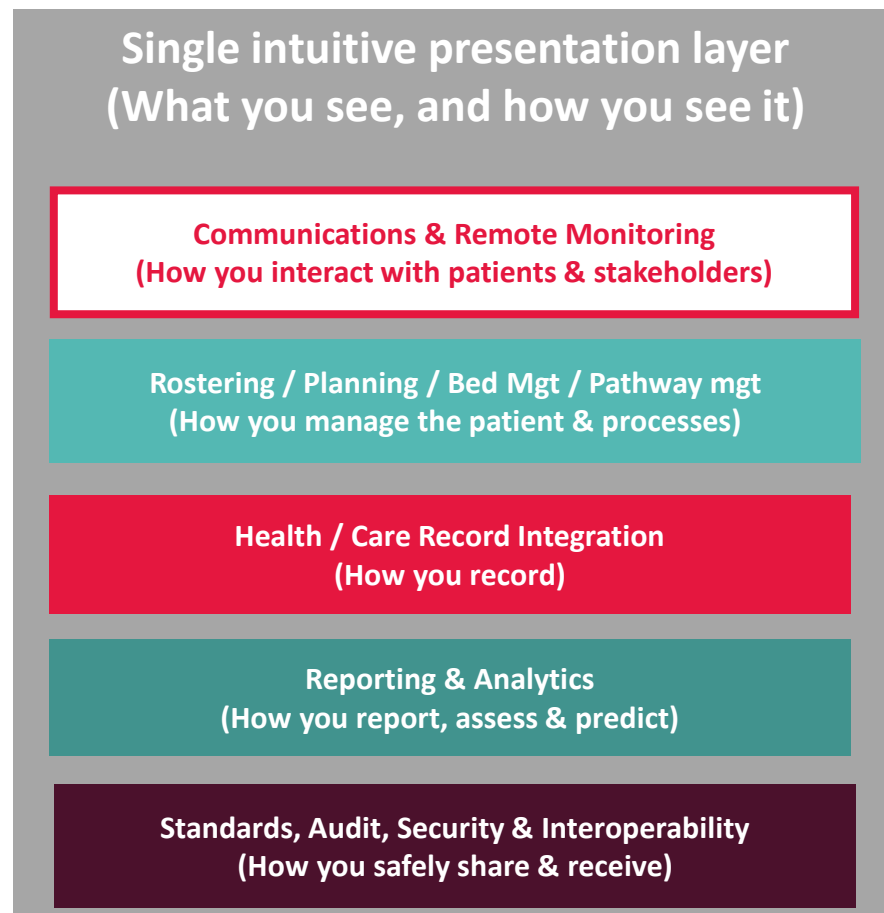 Single intuitive presentation layer
(What you see, and how you see it)
Communications & Remote Monitoring
(How you interact with patients & stakeholders)
Rostering / Planning / Bed Mgt / Pathway mgt
(How you manage the patient & processes)
Health / Care Record Integration
(How you record)
Reporting & Analytics
(How you report, assess & predict)
Standards, Audit, Security & Interoperability
(How you safely share & receive)